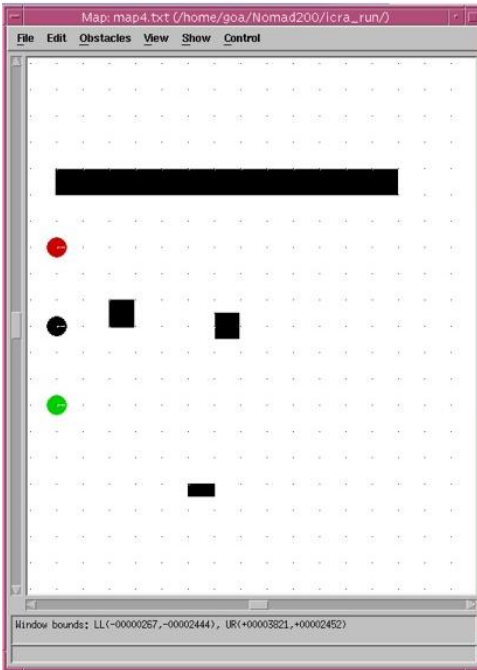 Map: map4.txt (/home/goa/Nomad200/icra_run/)
File Edit Obstacles View Show Control
Window bounds: LL(-00000267,-00002444), UR(+00003821,+00002452)